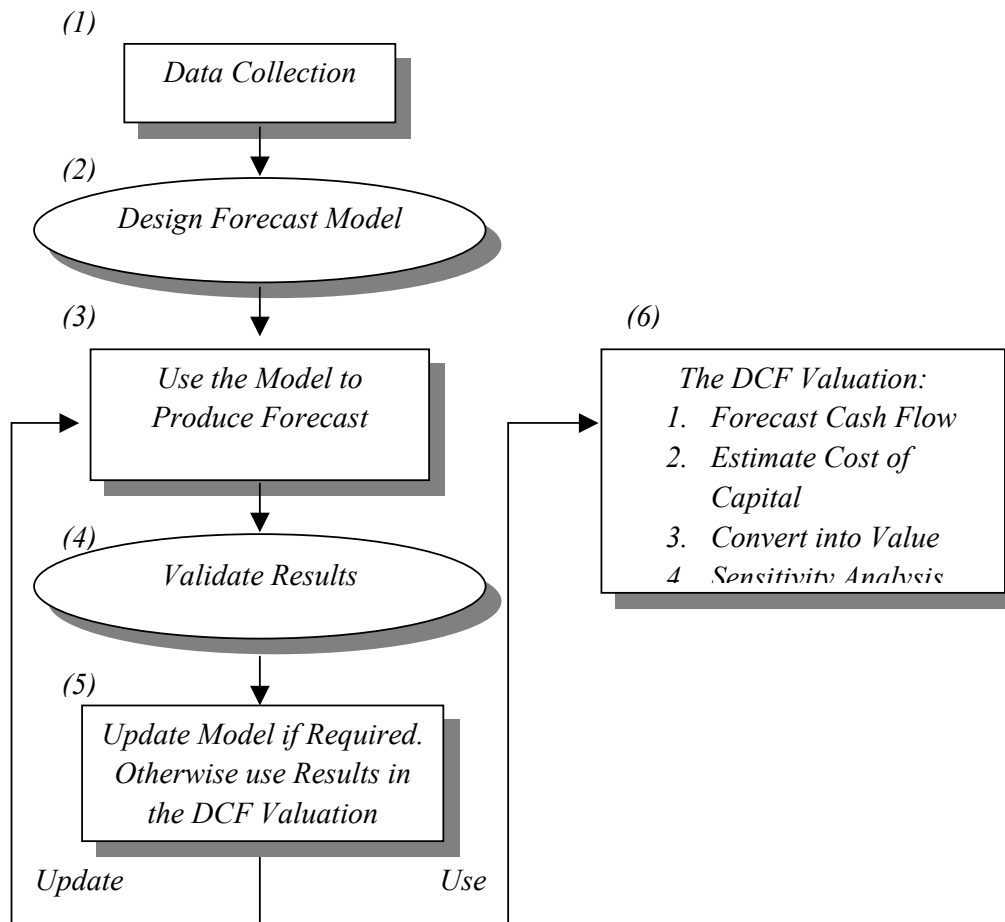 (1)
Data Collection
(2)
Design Forecast Model
(3)
Use the Model to
Produce Forecast
(4)
Validate Results
(5)
Update Model if Required.
Otherwise use Results in
the DCF Valuation
Update
Use
(6)
The DCF Valuation:
1. Forecast Cash Flow
2. Estimate Cost of
Capital
3. Convert into Value
4. Sensitivity Analysis